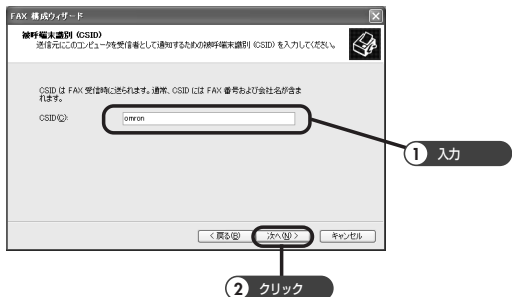 FAX 構成ウィザード
被呼端末識別 (CSID)
送信元にこのコンピュータを受信者として通知するための被呼端末識別 (CSID) を入力してください。
CSID は FAX 受信時に送られます。通常、CSID には FAX 番号および会社名が含ま
れます。
CSID(C):
omron
1 入力
< 戻る(B)
次へ(N) >
キャンセル
2 クリック